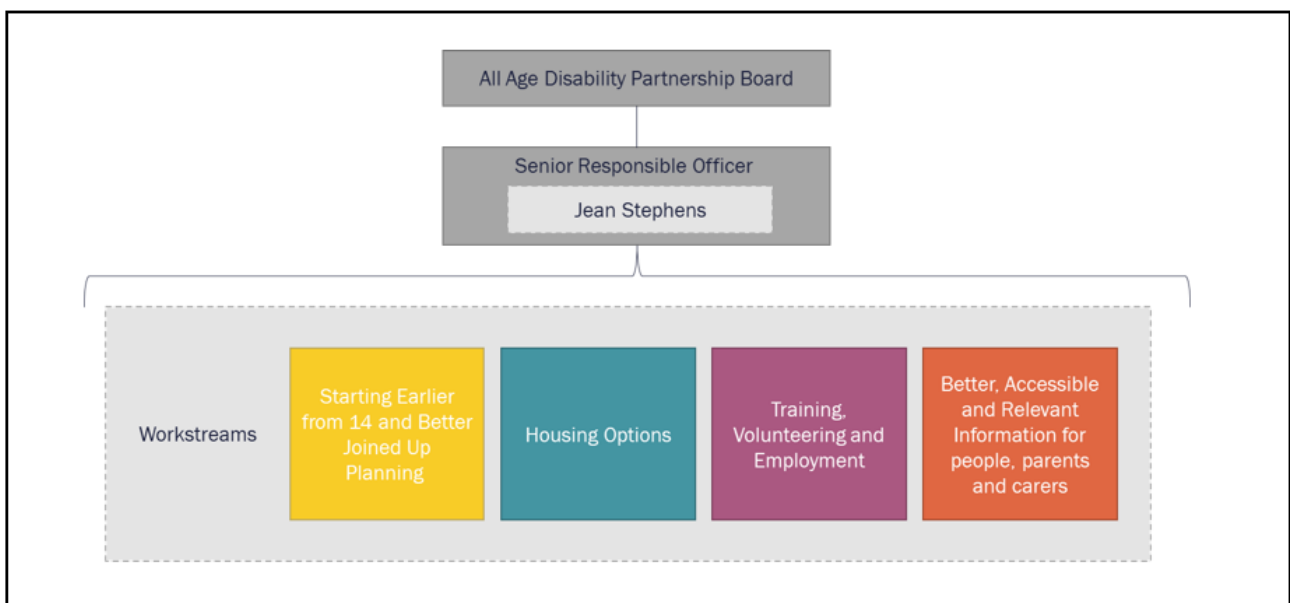 All Age Disability Partnership Board
Senior Responsible Officer
Jean Stephens
Workstreams
Starting Earlier
from 14 and Better
Joined Up
Planning
Housing Options
Training,
Volunteering and
Employment
Better, Accessible
and Relevant
Information for
people, parents
and carers